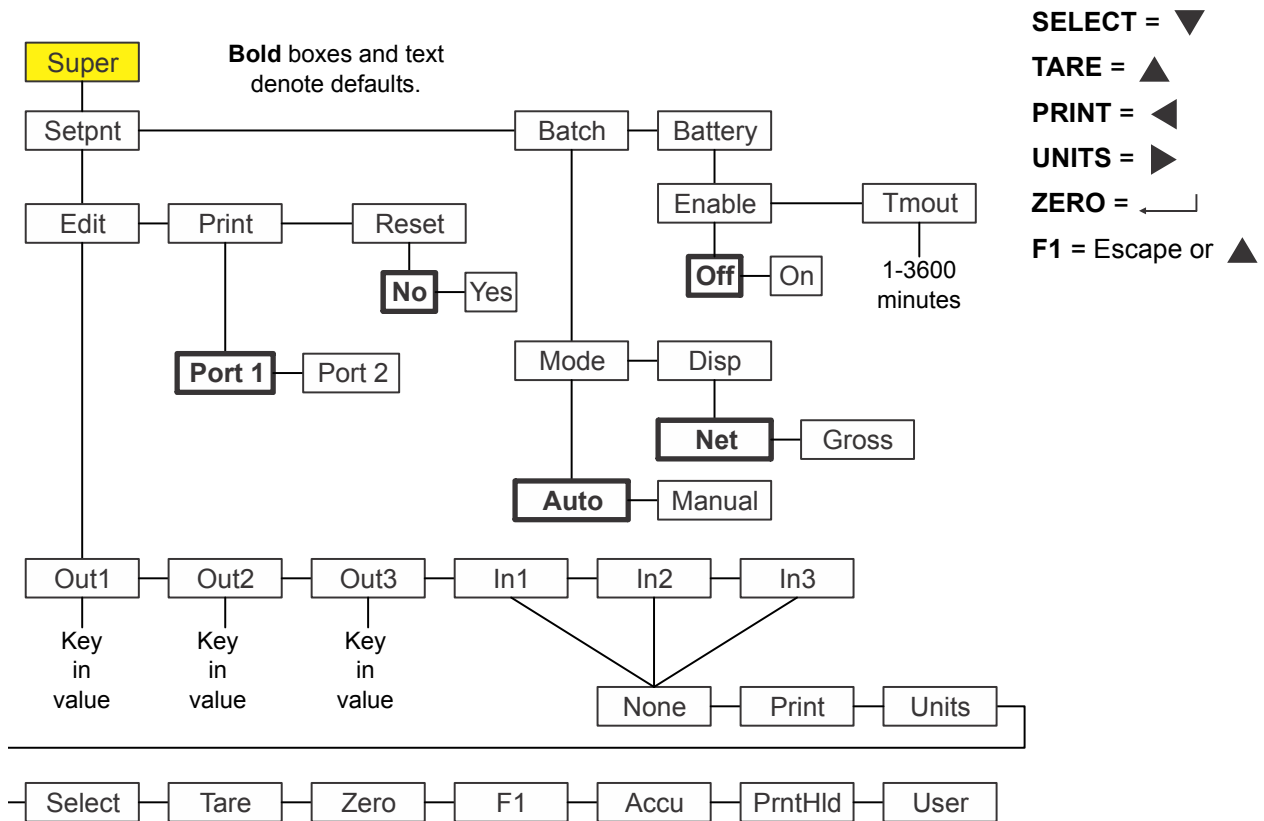 SELECT = ▼
TARE = ▲
PRINT = ◀
UNITS = ▶
ZERO = ↵
F1 = Escape or ▲
Super
Bold boxes and text
denote defaults.
Setpnt
Batch
Battery
Edit
Print
Reset
Enable
Tmout
No
Yes
Off
On
1-3600
minutes
Port 1
Port 2
Mode
Disp
Net
Gross
Auto
Manual
Out1
Out2
Out3
In1
In2
In3
Key
in
value
Key
in
value
Key
in
value
None
Print
Units
Select
Tare
Zero
F1
Accu
PrntHld
User